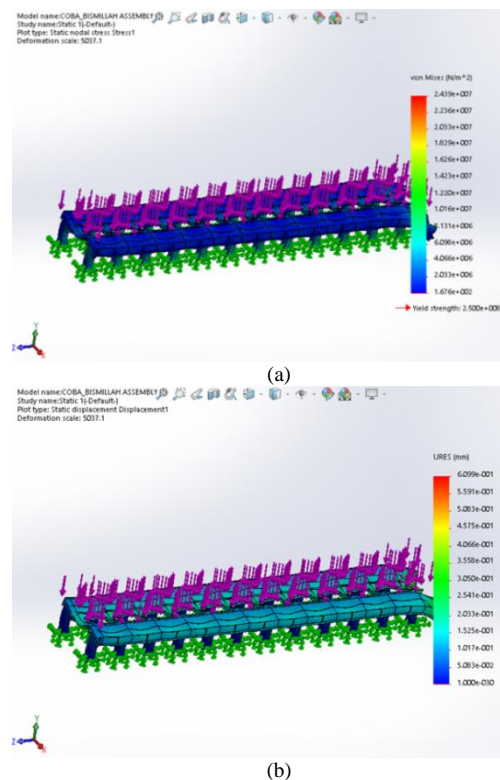 Model name:COBA_BISMILLAH ASSEMBLY
Study name:Static 1(-Default-)
Plot type: Static nodal stress Stress1
Deformation scale: 5037.1
von Mises (N/m^2)
2.439e+007
2.236e+007
2.033e+007
1.829e+007
1.626e+007
1.423e+007
1.220e+007
1.016e+007
8.131e+006
6.098e+006
4.066e+006
2.033e+006
1.676e+002
Yield strength: 2.500e+008
Y
Z
X
(a)
Model name:COBA_BISMILLAH ASSEMBLY
Study name:Static 1(-Default-)
Plot type: Static displacement Displacement1
Deformation scale: 5037.1
URES (mm)
6.099e-001
5.591e-001
5.083e-001
4.575e-001
4.066e-001
3.558e-001
3.050e-001
2.541e-001
2.033e-001
1.525e-001
1.017e-001
5.083e-002
1.000e-030
Y
Z
X
(b)